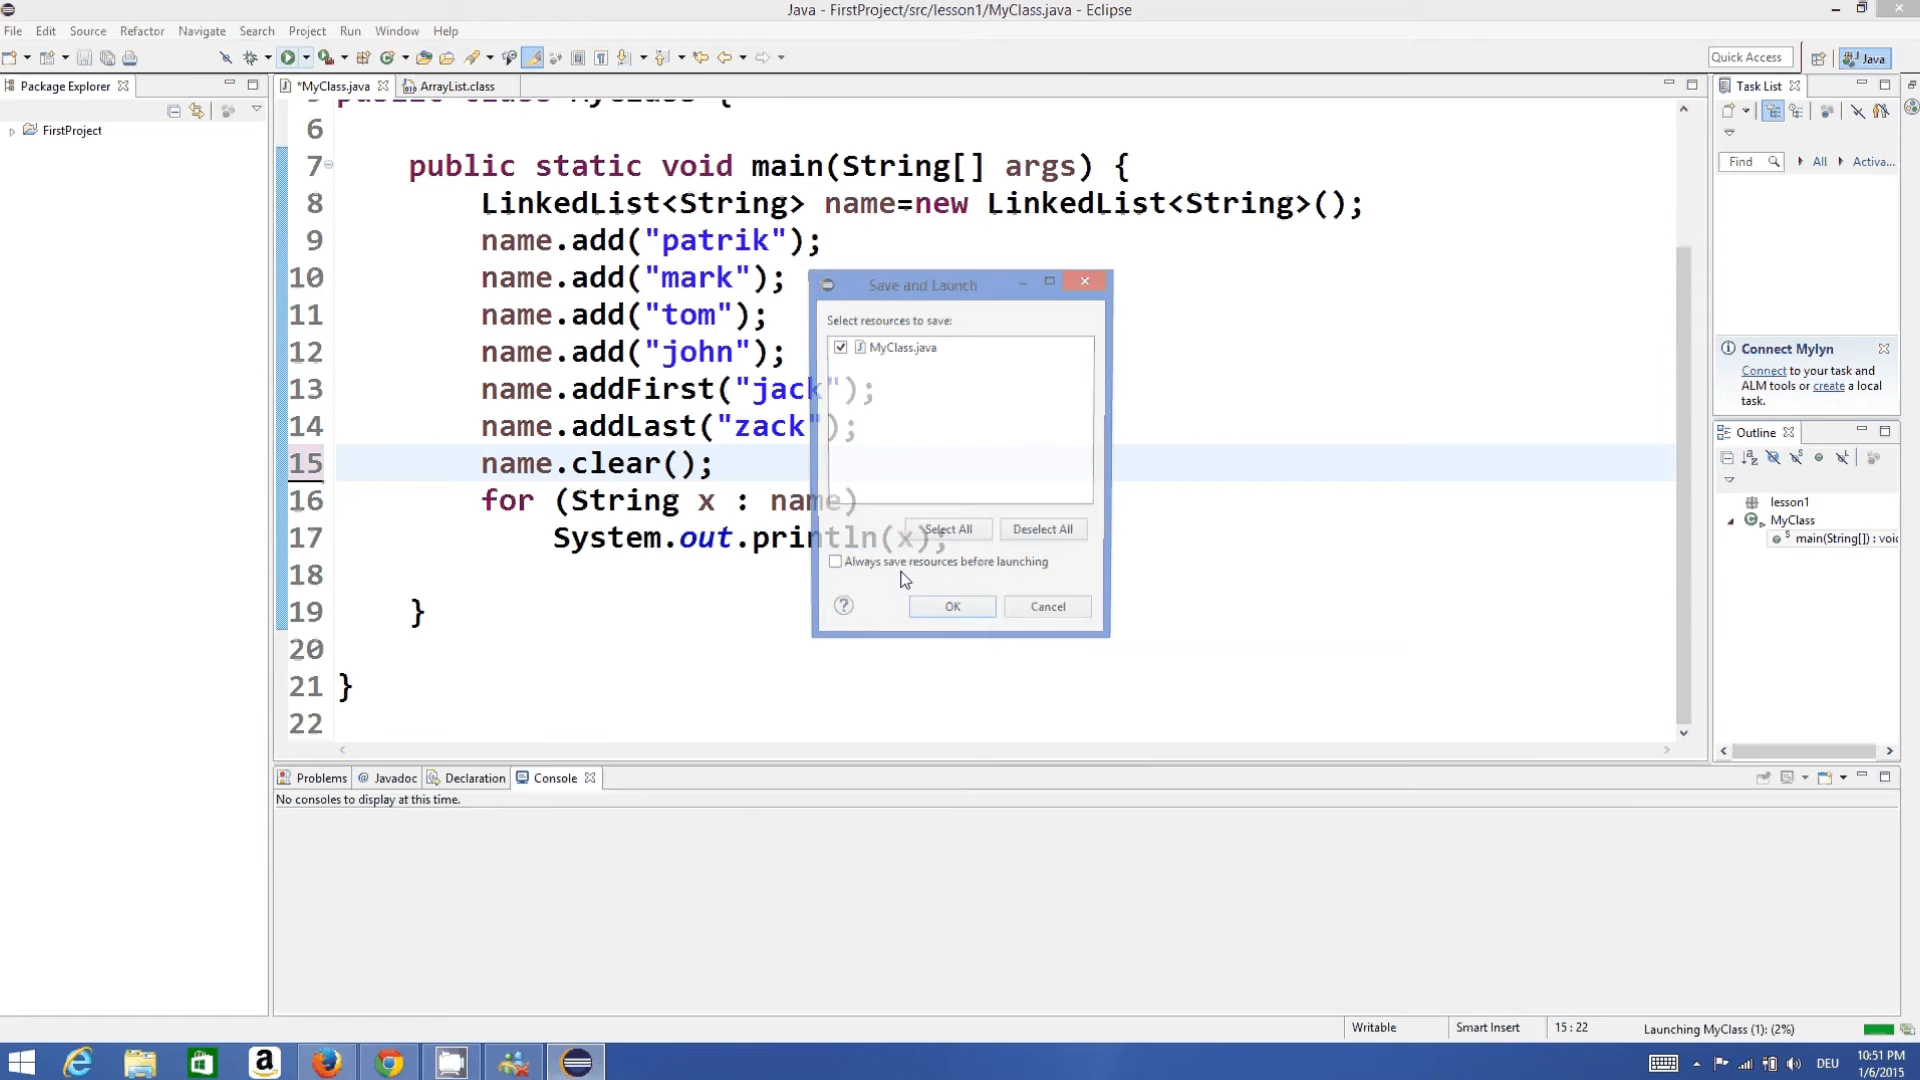 Java - FirstProject/src/lesson1/MyClass.java - Eclipse
File Edit Source Refactor Navigate Search Project Run Window Help
Quick Access Java
Package Explorer
FirstProject
*MyClass.java ArrayList.class
6
7 public static void main(String[] args) {
8 LinkedList<String> name=new LinkedList<String>();
9 name.add("patrik");
10 name.add("mark");
11 name.add("tom");
12 name.add("john");
13 name.addFirst("jack");
14 name.addLast("zack");
15 name.clear();
16 for (String x : name)
17 System.out.println(x);
18
19 }
20
21 }
22
Save and Launch
Select resources to save:
MyClass.java
Select All Deselect All
Always save resources before launching
OK Cancel
Task List
Find All Activa...
Connect Mylyn
Connect to your task and
ALM tools or create a local
task.
Outline
lesson1
MyClass
main(String[]) : voi
Problems Javadoc Declaration Console
No consoles to display at this time.
Writable Smart Insert 15 : 22 Launching MyClass (1): (2%)
DEU
10:51 PM
1/6/2015